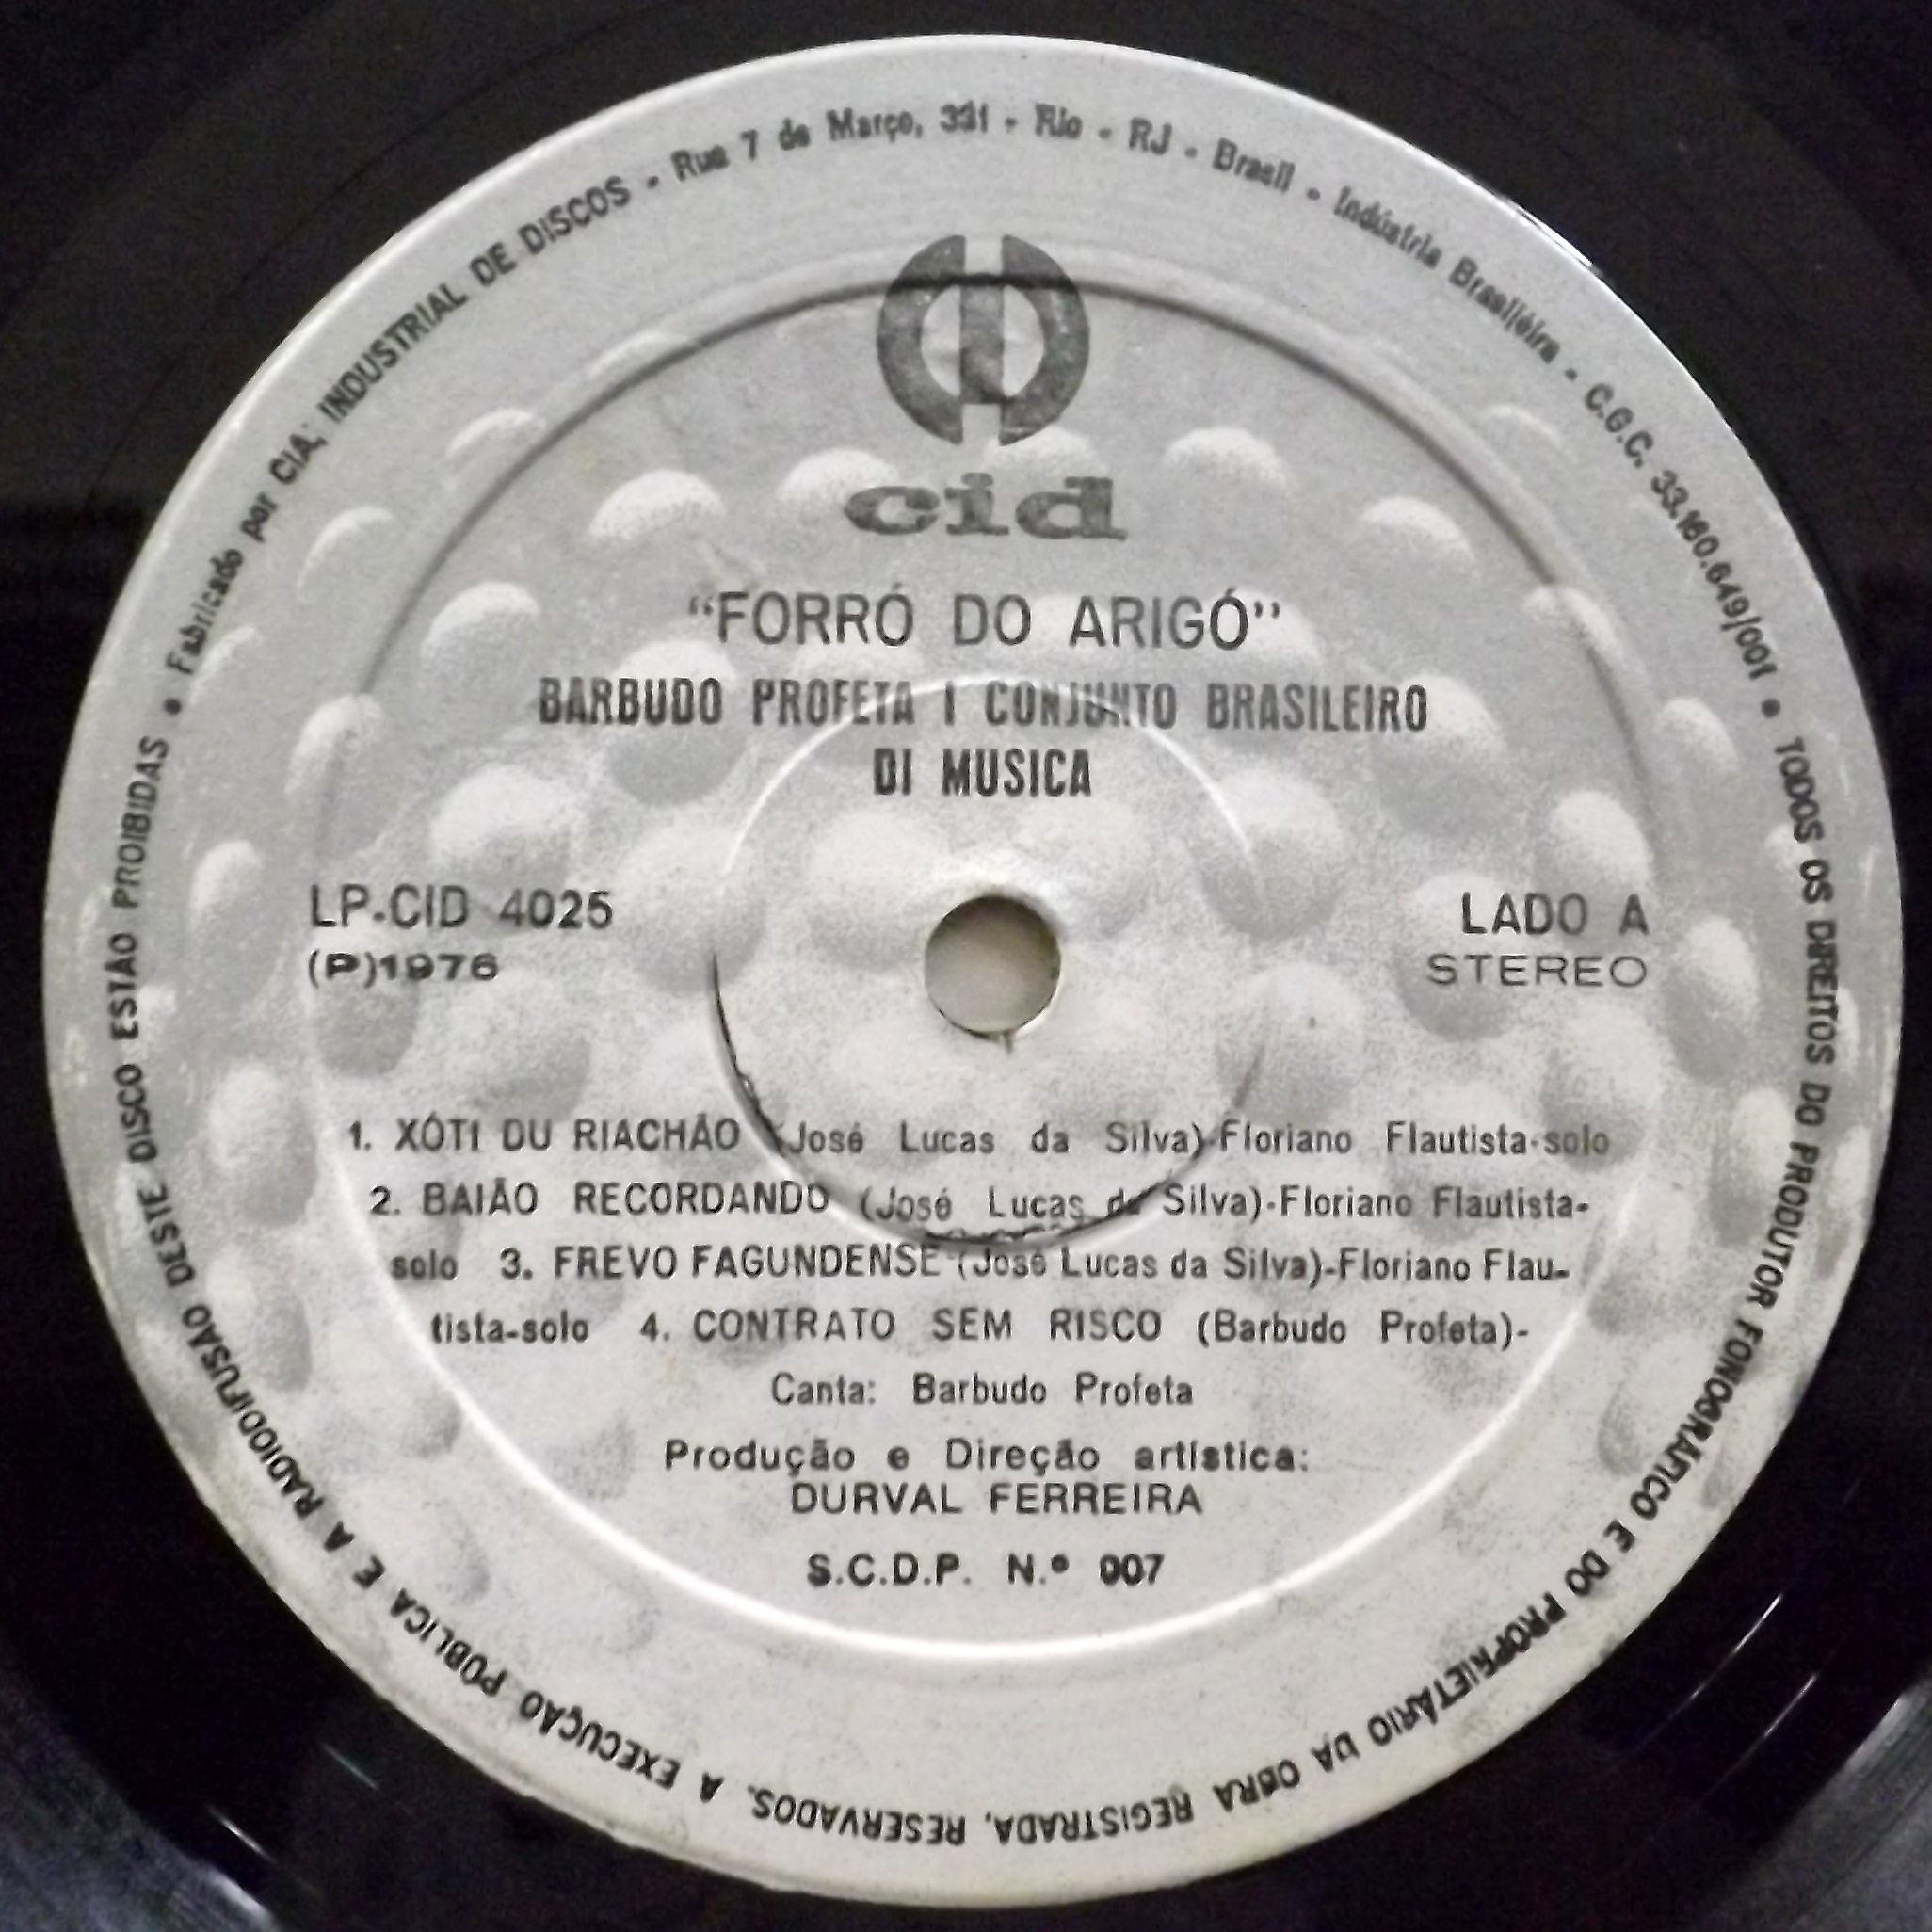 Fabricado por CIA. INDUSTRIAL DE DISCOS - Rua 7 de Março, 331 - Rio - RJ - Brasil - Indústria Brasileira - C.G.C. 33.160.649/001 • TODOS OS DIREITOS DO PRODUTOR FONOGRÁFICO E DO PROPRIETÁRIO DA OBRA REGISTRADA, RESERVADOS. A EXECUÇÃO PÚBLICA E A RADIODIFUSÃO DESTE DISCO ESTÃO PROIBIDAS •
cid
“FORRÓ DO ARIGÓ”
BARBUDO PROFETA I CONJUNTO BRASILEIRO
DI MUSICA
LP-CID 4025
(P)1976
LADO A
STEREO
1. XÓTI DU RIACHÃO (José Lucas da Silva)-Floriano Flautista-solo
2. BAIÃO RECORDANDO (José Lucas da Silva)-Floriano Flautista-
solo 3. FREVO FAGUNDENSE-(José Lucas da Silva)-Floriano Flau-
tista-solo 4. CONTRATO SEM RISCO (Barbudo Profeta)-
Canta: Barbudo Profeta
Produção e Direção artística:
DURVAL FERREIRA
S.C.D.P. N.º 007